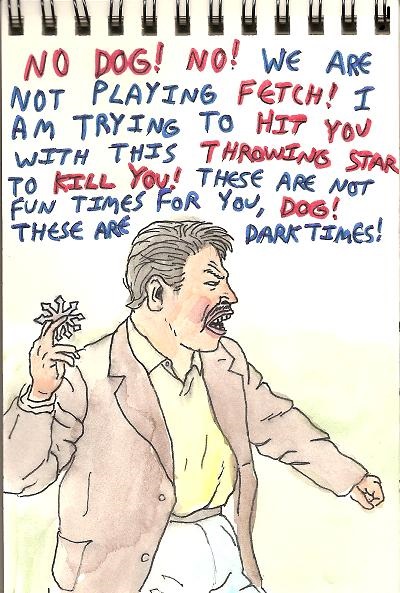 NO DOG! NO! WE ARE
NOT PLAYING FETCH! I
AM TRYING TO HIT YOU
WITH THIS THROWING STAR
TO KILL YOU! THESE ARE NOT
FUN TIMES FOR YOU, DOG!
THESE ARE DARK TIMES!